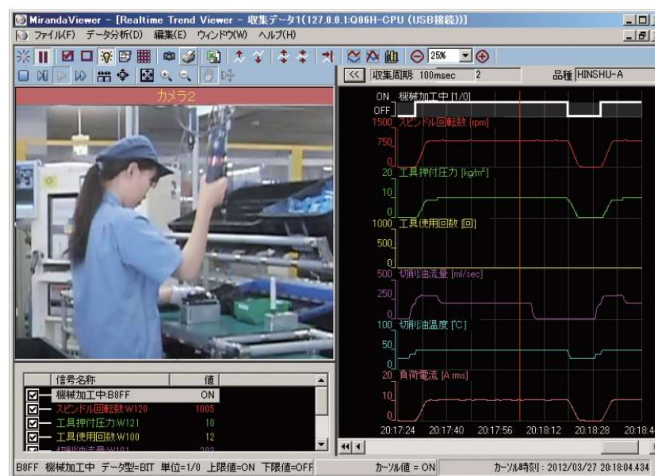 MirandaViewer - [Realtime Trend Viewer - 収集データ1(127.0.0.1:Q06H-CPU (USB接続))]
ファイル(F) データ分析(D) 編集(E) ウィンドウ(W) ヘルプ(H)
25%
カメラ2
<< 収集周期: 100msec 2 品種 HINSHU-A
ON 機械加工中 [1/0]
OFF
1500 スピンドル回転数 [rpm]
750
0
20 工具押付圧力 [kg/m²]
10
0
1000 工具使用回数 [回]
500
0
500 切削油流量 [ml/sec]
250
0
100 切削油温度 [℃]
50
0
20 負荷電流 [A rms]
10
0
20:17:24 20:17:40 20:17:56 20:18:12 20:18:28 20:18:4
信号名称 値
機械加工中:B8FF ON
スピンドル回転数:W120 1005
工具押付圧力:W121 10
工具使用回数:W100 12
切削油流量:W101 203
B8FF 機械加工中 データ型=BIT 単位=1/0 上限値=ON 下限値=OFF カーソル値 = ON カーソル時刻 : 2012/03/27 20:18:04.434